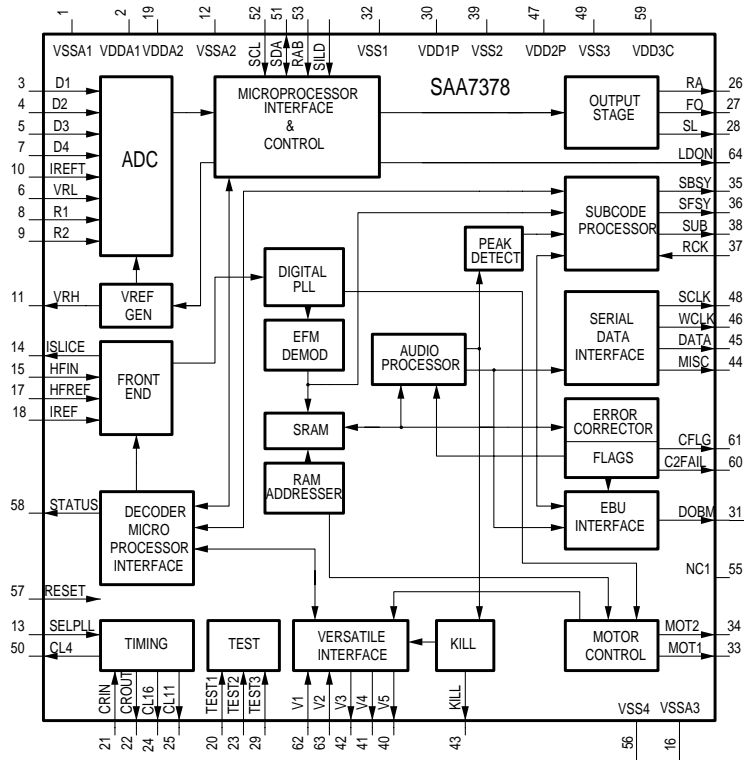 1 2 19 12 52 51 53 32 30 39 47 49 59
VSSA1 VDDA1 VDDA2 VSSA2 SCL SDA RAB SILD VSS1 VDD1P VSS2 VDD2P VSS3 VDD3C
SAA7378
3 D1
4 D2
5 D3
7 D4
10 IREFT
6 VRL
8 R1
9 R2
ADC
MICROPROCESSOR
INTERFACE
&
CONTROL
OUTPUT
STAGE
RA 26
FO 27
SL 28
LDON 64
SUBCODE
PROCESSOR
SBSY 35
SFSY 36
SUB 38
RCK 37
PEAK
DETECT
DIGITAL
PLL
11 VRH
VREF
GEN
EFM
DEMOD
SERIAL
DATA
INTERFACE
SCLK 48
WCLK 46
DATA 45
MISC 44
14 ISLICE
15 HFIN
17 HFREF
18 IREF
FRONT
END
AUDIO
PROCESSOR
SRAM
ERROR
CORRECTOR
FLAGS
CFLG 61
C2FAIL 60
RAM
ADDRESSER
58 STATUS
DECODER
MICRO
PROCESSOR
INTERFACE
EBU
INTERFACE
DOBM 31
NC1 55
57 RESET
13 SELPLL
50 CL4
TIMING
TEST
VERSATILE
INTERFACE
KILL
MOTOR
CONTROL
MOT2 34
MOT1 33
CRIN CROUT CL16 CL11 TEST1 TEST2 TEST3 V1 V2 V3 V4 V5 KILL VSS4 VSSA3
21 22 24 25 20 23 29 62 63 42 41 40 43 56 16